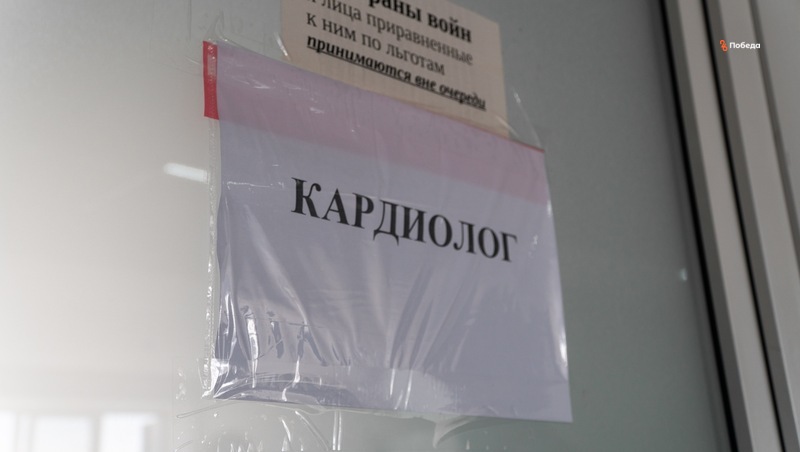 раны войн
лица приравненные
к ним по льготам
принимаются вне очереди
КАРДИОЛОГ
Победа